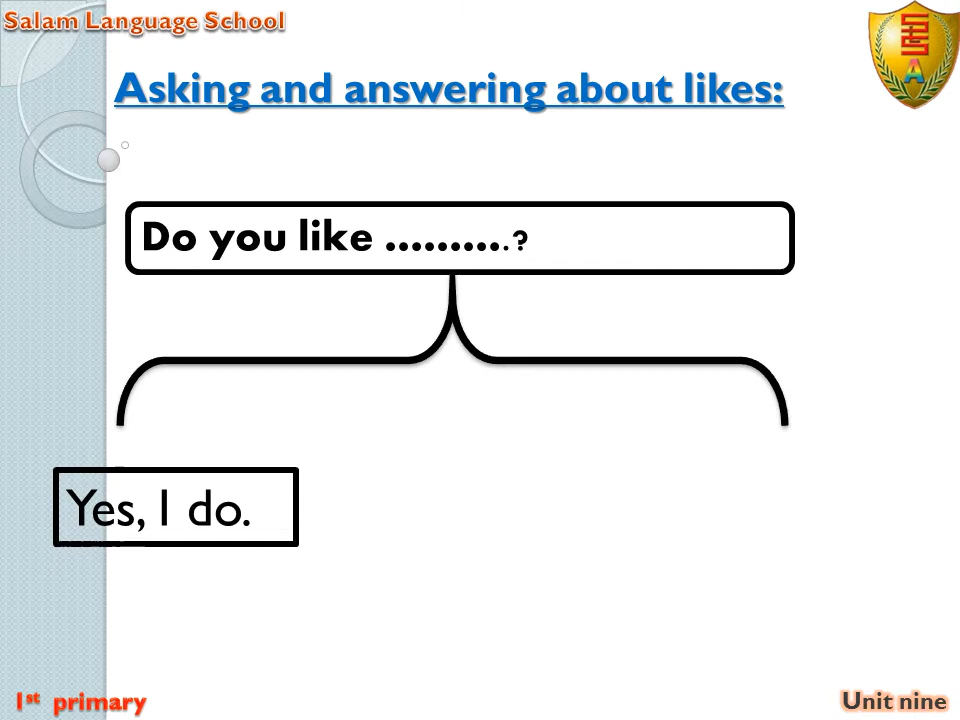 Salam Language School
Asking and answering about likes:
Do you like ..........?
Yes, I do.
1st primary
Unit nine